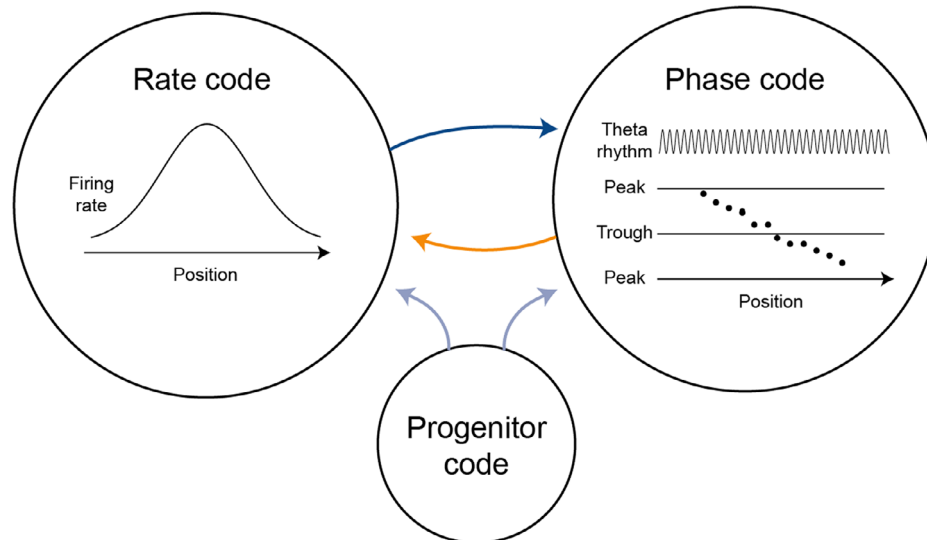 Rate code
Firing
rate
Position
Phase code
Theta
rhythm
Peak
Trough
Peak
Position
Progenitor
code